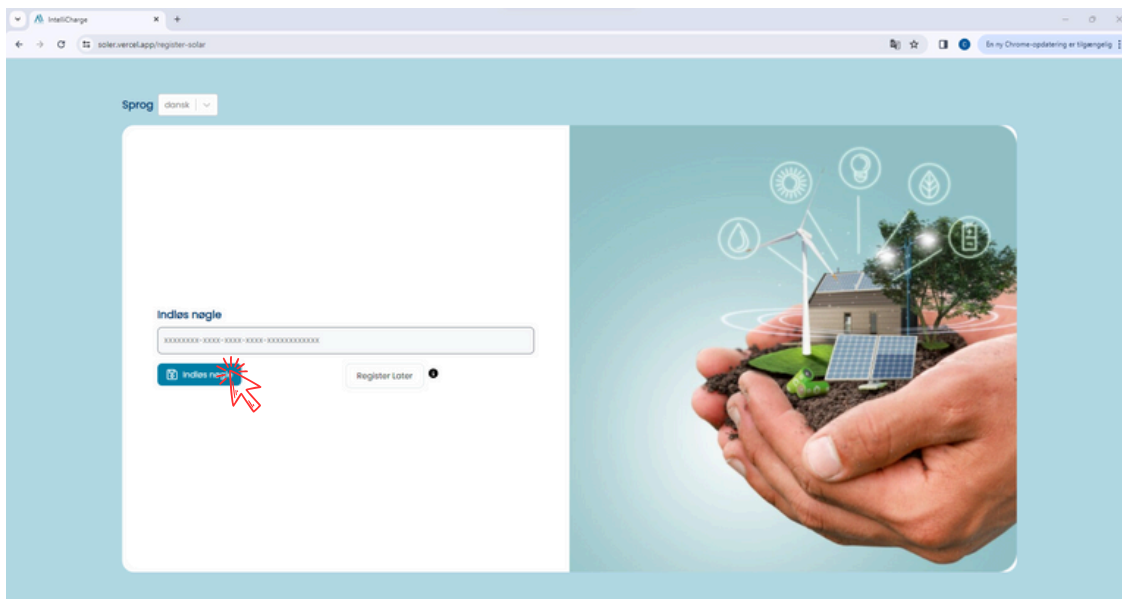 IntelliCharge
soler.vercel.app/register-solar
En ny Chrome-opdatering er tilgængelig
Sprog dansk
Indløs nøgle
xxxxxxxx-xxxx-xxxx-xxxx-xxxxxxxxxxxx
Indløs nøgle Register Later